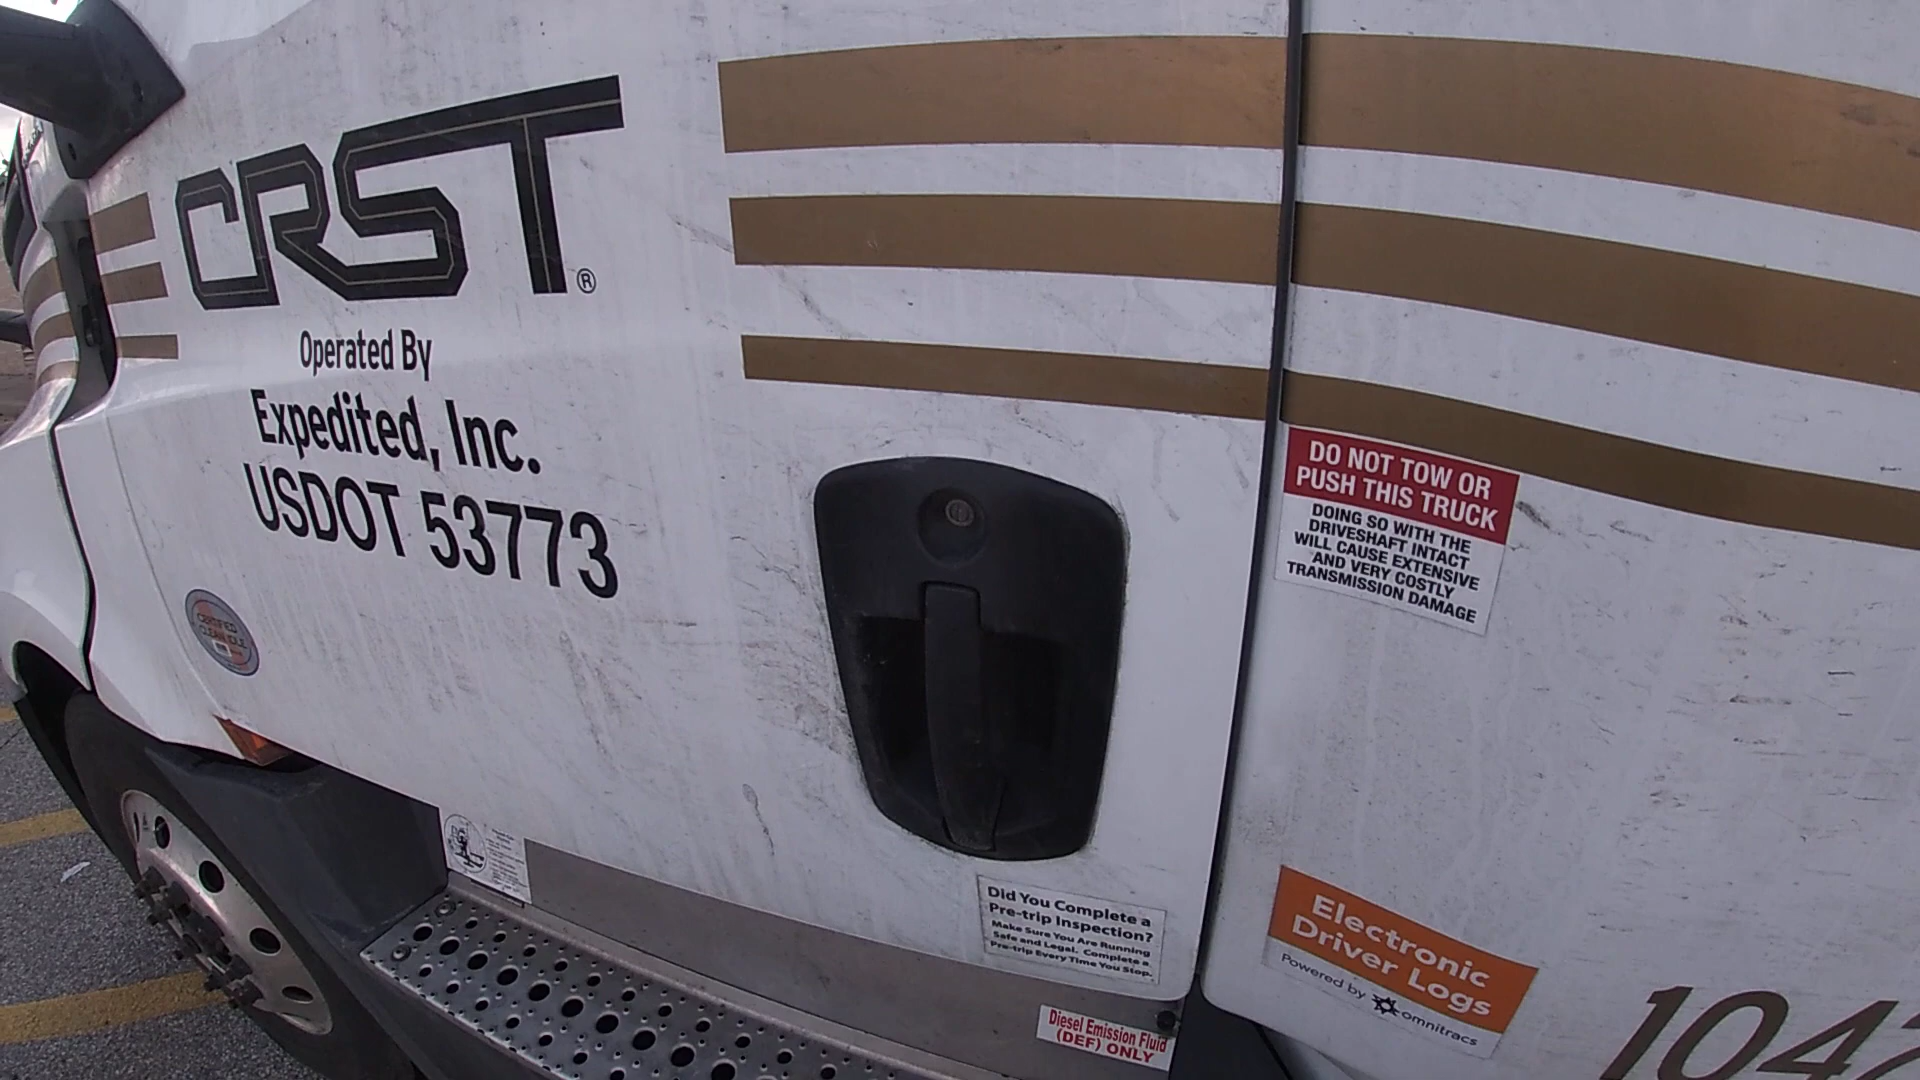 CRST®
Operated By
Expedited, Inc.
USDOT 53773
CERTIFIED
CLEAN IDLE
DO NOT TOW OR
PUSH THIS TRUCK
DOING SO WITH THE
DRIVESHAFT INTACT
WILL CAUSE EXTENSIVE
AND VERY COSTLY
TRANSMISSION DAMAGE
Did You Complete a
Pre-trip Inspection?
Make Sure You Are Running
Safe and Legal. Complete a
Pre-trip Every Time You Stop.
Diesel Emission Fluid
(DEF) ONLY
Electronic
Driver Logs
Powered by omnitracs
104